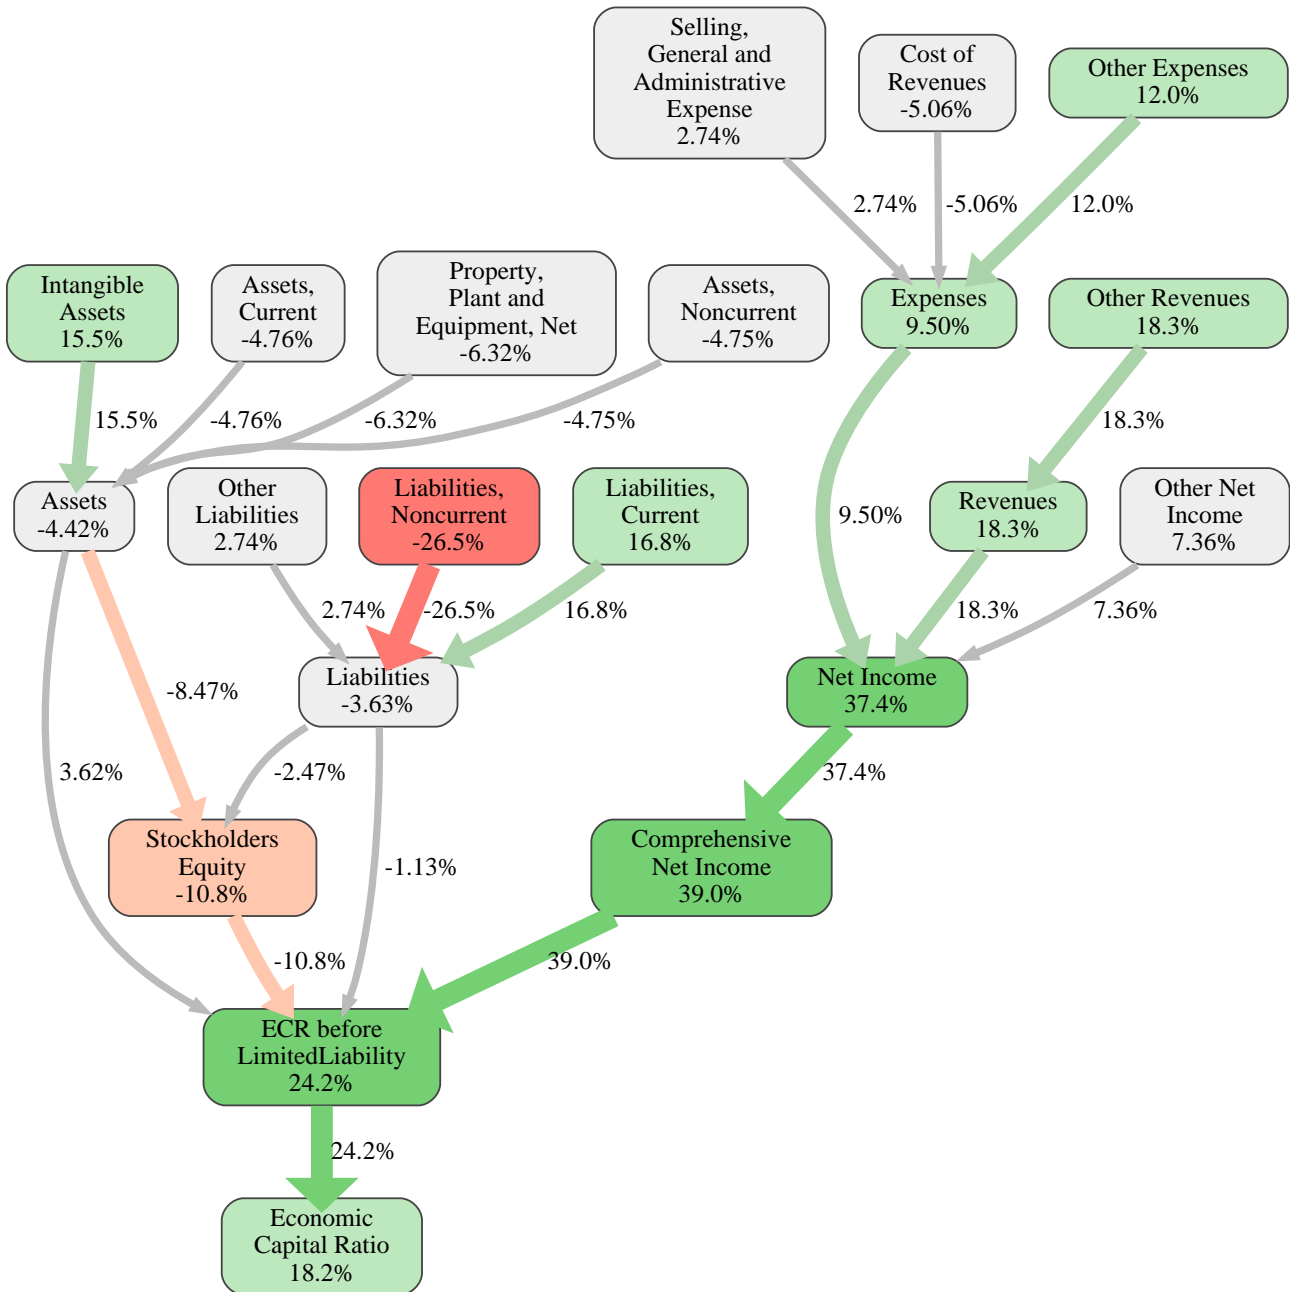 Selling,
General and
Administrative
Expense
2.74%
Cost of
Revenues
-5.06%
Other Expenses
12.0%
2.74%
-5.06%
12.0%
Intangible
Assets
15.5%
Assets,
Current
-4.76%
Property,
Plant and
Equipment, Net
-6.32%
Assets,
Noncurrent
-4.75%
Expenses
9.50%
Other Revenues
18.3%
15.5%
-4.76%
-6.32%
-4.75%
18.3%
Assets
-4.42%
Other
Liabilities
2.74%
Liabilities,
Noncurrent
-26.5%
Liabilities,
Current
16.8%
9.50%
Revenues
18.3%
Other Net
Income
7.36%
2.74%
-26.5%
16.8%
18.3%
7.36%
-8.47%
Liabilities
-3.63%
Net Income
37.4%
3.62%
-2.47%
37.4%
Stockholders
Equity
-10.8%
-1.13%
Comprehensive
Net Income
39.0%
-10.8%
39.0%
ECR before
LimitedLiability
24.2%
24.2%
Economic
Capital Ratio
18.2%